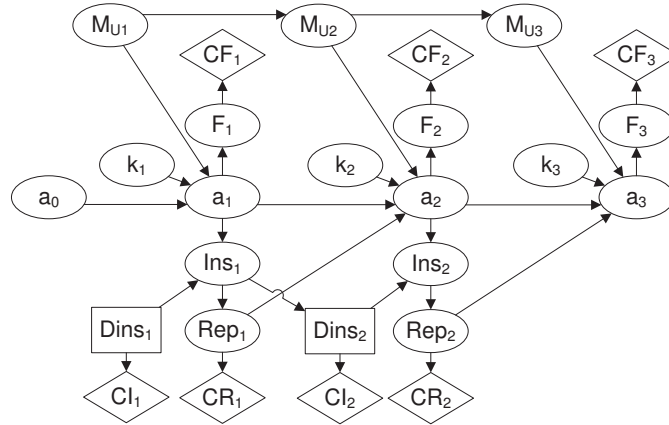 M_U1 M_U2 M_U3
CF_1 CF_2 CF_3
F_1 F_2 F_3
k_1 k_2 k_3
a_0 a_1 a_2 a_3
Ins_1 Ins_2
Dins_1 Rep_1 Dins_2 Rep_2
CI_1 CR_1 CI_2 CR_2